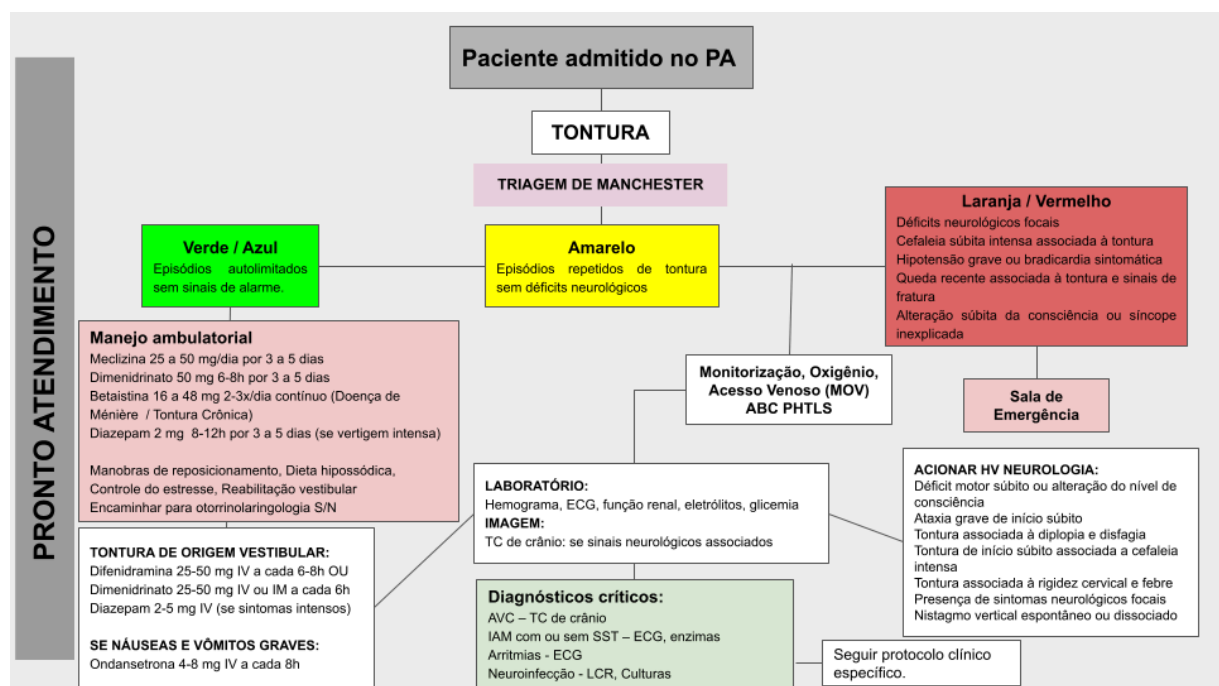 Paciente admitido no PA
TONTURA
TRIAGEM DE MANCHESTER
PRONTO ATENDIMENTO
Verde / Azul
Episódios autolimitados
sem sinais de alarme.
Amarelo
Episódios repetidos de tontura
sem déficits neurológicos
Laranja / Vermelho
Déficits neurológicos focais
Cefaleia súbita intensa associada à tontura
Hipotensão grave ou bradicardia sintomática
Queda recente associada à tontura e sinais de
fratura
Alteração súbita da consciência ou síncope
inexplicada
Manejo ambulatorial
Meclizina 25 a 50 mg/dia por 3 a 5 dias
Dimenidrinato 50 mg 6-8h por 3 a 5 dias
Betaistina 16 a 48 mg 2-3x/dia contínuo (Doença de
Ménière / Tontura Crônica)
Diazepam 2 mg 8-12h por 3 a 5 dias (se vertigem intensa)
Manobras de reposicionamento, Dieta hipossódica,
Controle do estresse, Reabilitação vestibular
Encaminhar para otorrinolaringologia S/N
Monitorização, Oxigênio,
Acesso Venoso (MOV)
ABC PHTLS
Sala de
Emergência
LABORATÓRIO:
Hemograma, ECG, função renal, eletrólitos, glicemia
IMAGEM:
TC de crânio: se sinais neurológicos associados
ACIONAR HV NEUROLOGIA:
Déficit motor súbito ou alteração do nível de
consciência
Ataxia grave de início súbito
Tontura associada à diplopia e disfagia
Tontura de início súbito associada a cefaleia
intensa
Tontura associada à rigidez cervical e febre
Presença de sintomas neurológicos focais
Nistagmo vertical espontâneo ou dissociado
TONTURA DE ORIGEM VESTIBULAR:
Difenidramina 25-50 mg IV a cada 6-8h OU
Dimenidrinato 25-50 mg IV ou IM a cada 6h
Diazepam 2-5 mg IV (se sintomas intensos)
SE NÁUSEAS E VÔMITOS GRAVES:
Ondansetrona 4-8 mg IV a cada 8h
Diagnósticos críticos:
AVC – TC de crânio
IAM com ou sem SST – ECG, enzimas
Arritmias - ECG
Neuroinfecção - LCR, Culturas
Seguir protocolo clínico
específico.